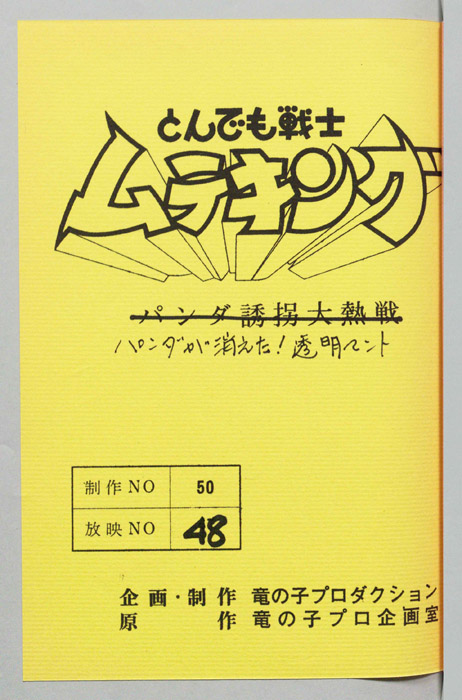 とんでも戦士
ムテキング
パンダ誘拐大熱戦
パンダが消えた!透明マント
制作NO 50
放映NO 48
企画・制作 竜の子プロダクション
原作 竜の子プロ企画室